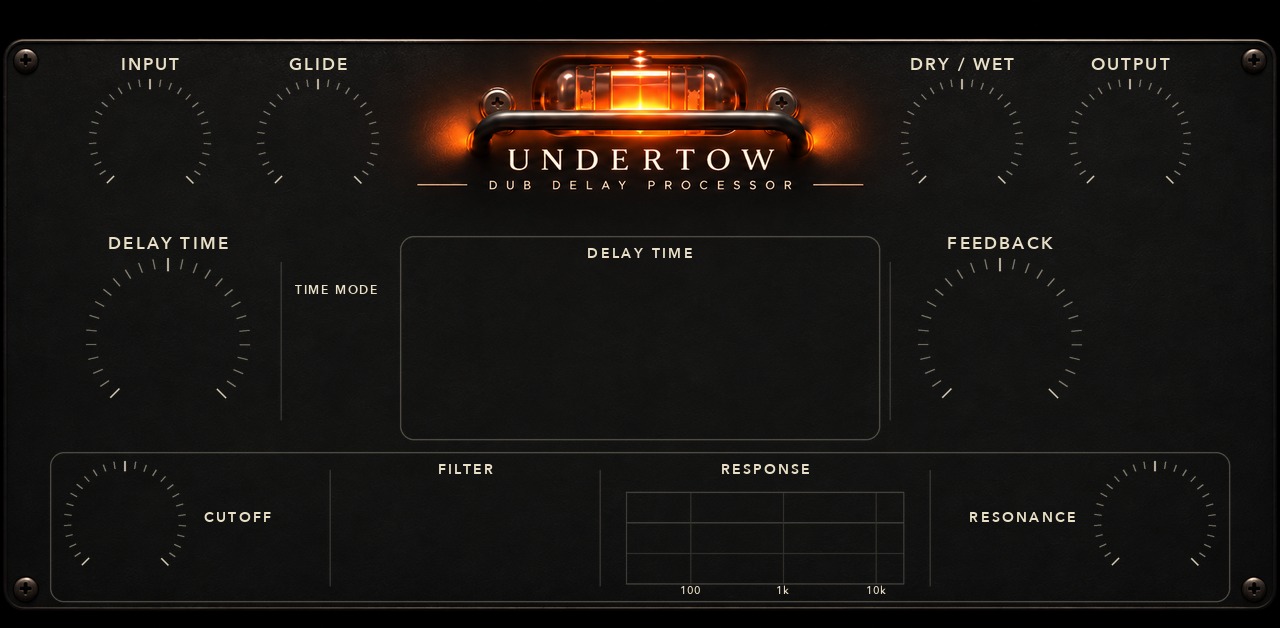 INPUT
GLIDE
DRY / WET
OUTPUT
UNDERTOW
DUB DELAY PROCESSOR
DELAY TIME
DELAY TIME
FEEDBACK
TIME MODE
FILTER
RESPONSE
CUTOFF
RESONANCE
100
1k
10k